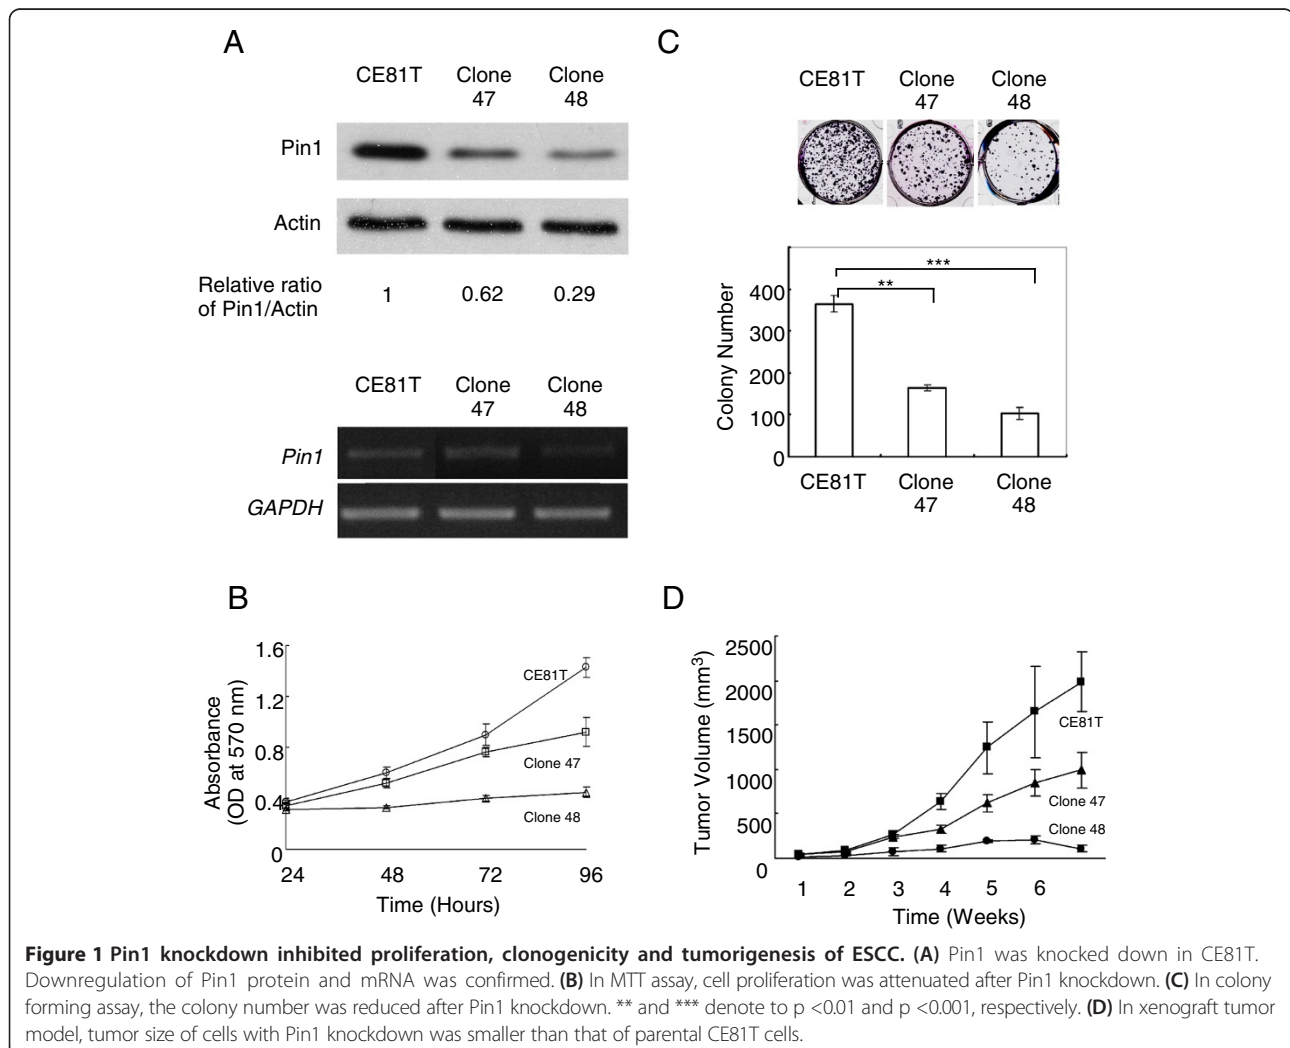 A
CE81T
Clone
47
Clone
48
Pin1
Actin
Relative ratio
of Pin1/Actin
1
0.62
0.29
CE81T
Clone
47
Clone
48
Pin1
GAPDH
B
1.6
1.2
0.8
0.4
0
Absorbance
(OD at 570 nm)
CE81T
Clone 47
Clone 48
24
48
72
96
Time (Hours)
C
CE81T
Clone
47
Clone
48
***
**
400
300
200
100
0
Colony Number
CE81T
Clone
47
Clone
48
D
2500
2000
1500
1000
500
0
Tumor Volume (mm³)
CE81T
Clone 47
Clone 48
1
2
3
4
5
6
Time (Weeks)
Figure 1 Pin1 knockdown inhibited proliferation, clonogenicity and tumorigenesis of ESCC. (A) Pin1 was knocked down in CE81T.
Downregulation of Pin1 protein and mRNA was confirmed. (B) In MTT assay, cell proliferation was attenuated after Pin1 knockdown. (C) In colony
forming assay, the colony number was reduced after Pin1 knockdown. ** and *** denote to p <0.01 and p <0.001, respectively. (D) In xenograft tumor
model, tumor size of cells with Pin1 knockdown was smaller than that of parental CE81T cells.